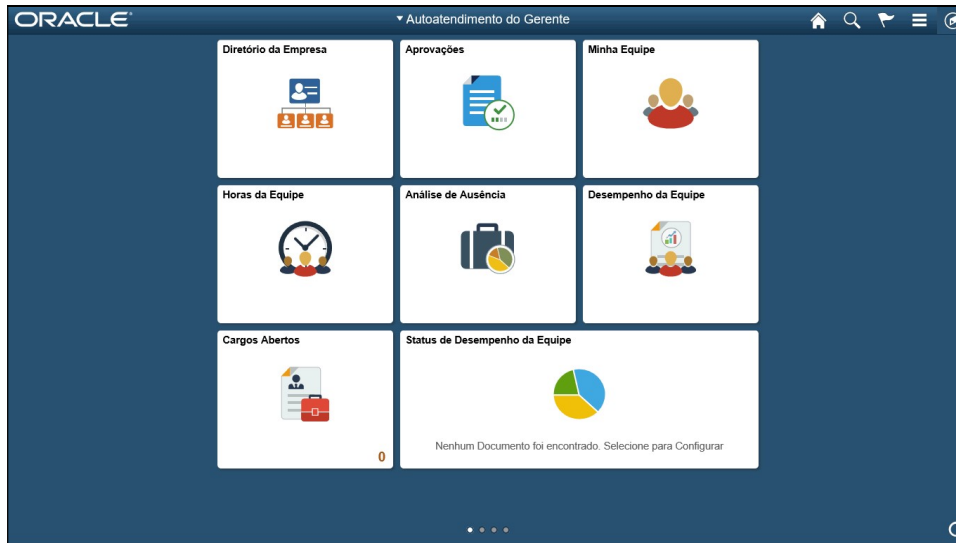 ORACLE
Autoatendimento do Gerente
Diretório da Empresa
Aprovações
Minha Equipe
Horas da Equipe
Análise de Ausência
Desempenho da Equipe
Cargos Abertos
0
Status de Desempenho da Equipe
Nenhum Documento foi encontrado. Selecione para Configurar